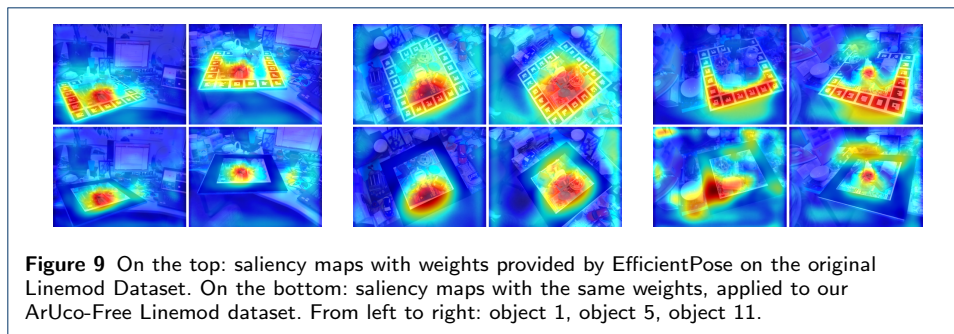 Figure 9 On the top: saliency maps with weights provided by EfficientPose on the original
Linemod Dataset. On the bottom: saliency maps with the same weights, applied to our
ArUco-Free Linemod dataset. From left to right: object 1, object 5, object 11.